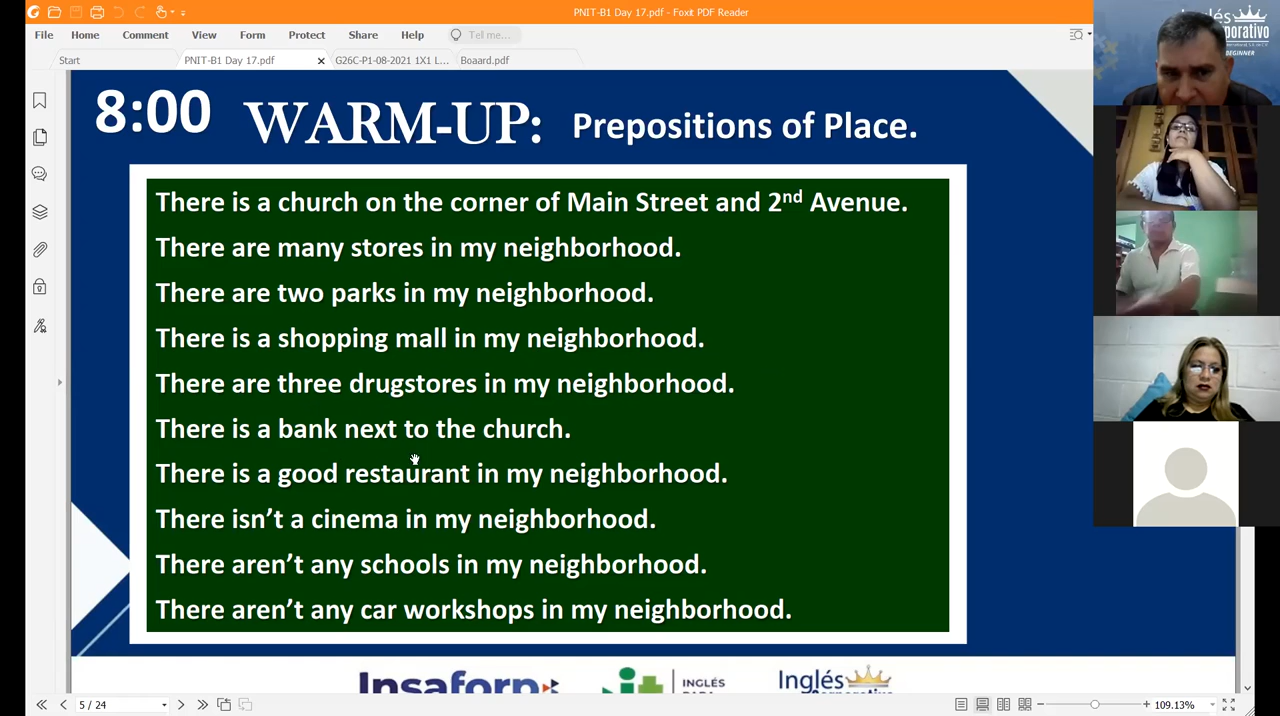 PNIT-B1 Day 17.pdf - Foxit PDF Reader
File Home Comment View Form Protect Share Help Tell me...
Start PNIT-B1 Day 17.pdf G26C-P1-08-2021 1X1 L... Boaard.pdf
8:00 WARM-UP: Prepositions of Place.
There is a church on the corner of Main Street and 2nd Avenue.
There are many stores in my neighborhood.
There are two parks in my neighborhood.
There is a shopping mall in my neighborhood.
There are three drugstores in my neighborhood.
There is a bank next to the church.
There is a good restaurant in my neighborhood.
There isn't a cinema in my neighborhood.
There aren't any schools in my neighborhood.
There aren't any car workshops in my neighborhood.
Insaforp
INGLÉS
Inglés
5 / 24
109.13%
BEGINNER